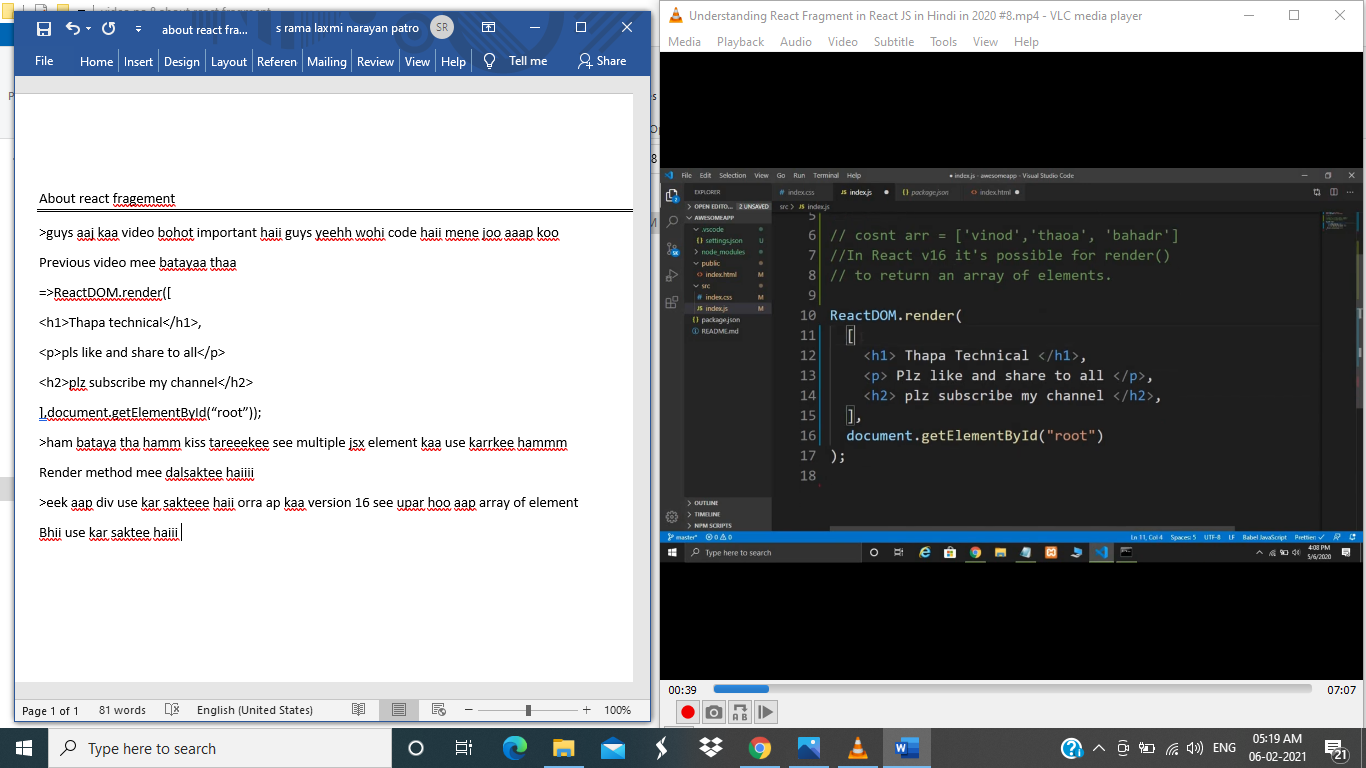 video no 8 about react fragment
about react fra...
s rama laxmi narayan patro
SR
File
Home
Insert
Design
Layout
Referen
Mailing
Review
View
Help
Tell me
Share
About react fragement
>guys aaj kaa video bohot important haii guys yeehh wohi code haii mene joo aaap koo
Previous video mee batayaa thaa
=>ReactDOM.render([
<h1>Thapa technical</h1>,
<p>pls like and share to all</p>
<h2>plz subscribe my channel</h2>
],document.getElementById(“root”));
>ham bataya tha hamm kiss tareeekee see multiple jsx element kaa use karrkee hammm
Render method mee dalsaktee haiiii
>eek aap div use kar sakteee haii orra ap kaa version 16 see upar hoo aap array of element
Bhii use kar saktee haiii
Page 1 of 1
81 words
English (United States)
100%
Understanding React Fragment in React JS in Hindi in 2020 #8.mp4 - VLC media player
Media
Playback
Audio
Video
Subtitle
Tools
View
Help
File
Edit
Selection
View
Go
Run
Terminal
Help
index.js - awesomeapp - Visual Studio Code
EXPLORER
OPEN EDITO... 2 UNSAVED
AWESOMEAPP
.vscode
settings.json U
node_modules
public
index.html M
src
index.css M
index.js M
package.json
README.md
OUTLINE
TIMELINE
NPM SCRIPTS
index.css
index.js
package.json
index.html
src > index.js
5
6 // cosnt arr = ['vinod','thaoa', 'bahadr']
7 //In React v16 it's possible for render()
8 // to return an array of elements.
9
10 ReactDOM.render(
11 [
12 <h1> Thapa Technical </h1>,
13 <p> Plz like and share to all </p>,
14 <h2> plz subscribe my channel </h2>,
15 ],
16 document.getElementById("root")
17 );
18
master*
0
0
Ln 11, Col 4
Spaces: 5
UTF-8
LF
Babel JavaScript
Prettier: ✓
Type here to search
4:08 PM
5/6/2020
00:39
07:07
Type here to search
ENG
05:19 AM
06-02-2021
21